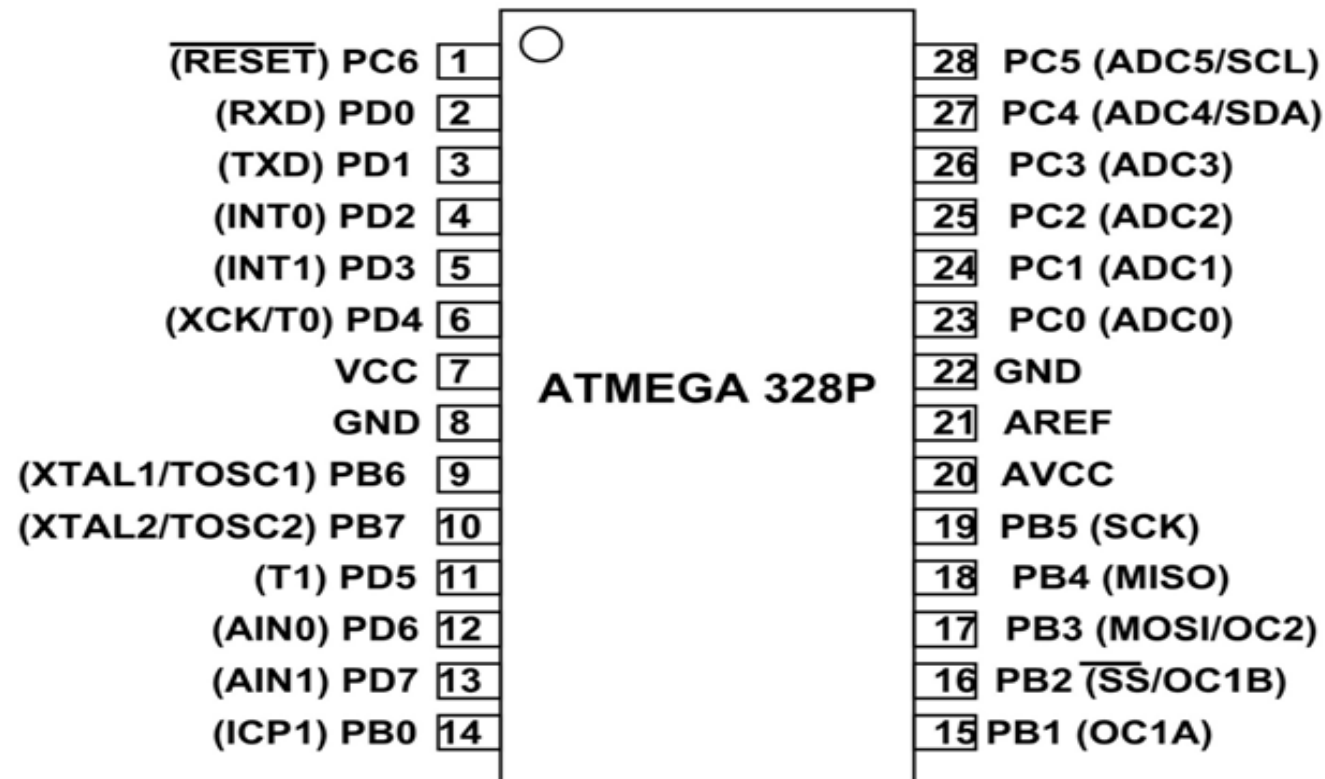 (RESET) PC6 1
(RXD) PD0 2
(TXD) PD1 3
(INT0) PD2 4
(INT1) PD3 5
(XCK/T0) PD4 6
VCC 7
GND 8
(XTAL1/TOSC1) PB6 9
(XTAL2/TOSC2) PB7 10
(T1) PD5 11
(AIN0) PD6 12
(AIN1) PD7 13
(ICP1) PB0 14
ATMEGA 328P
28 PC5 (ADC5/SCL)
27 PC4 (ADC4/SDA)
26 PC3 (ADC3)
25 PC2 (ADC2)
24 PC1 (ADC1)
23 PC0 (ADC0)
22 GND
21 AREF
20 AVCC
19 PB5 (SCK)
18 PB4 (MISO)
17 PB3 (MOSI/OC2)
16 PB2 (SS/OC1B)
15 PB1 (OC1A)